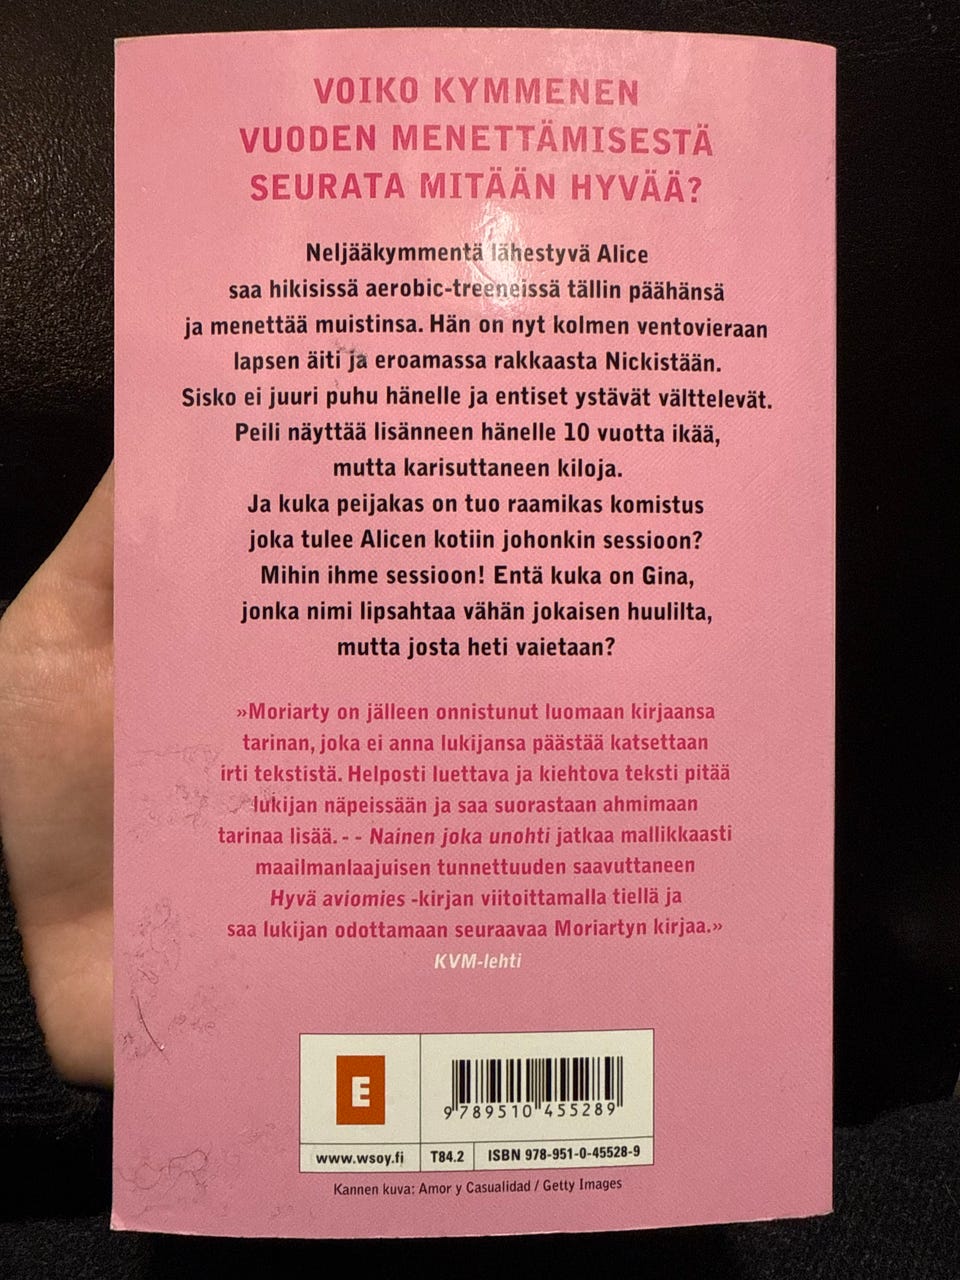 VOIKO KYMMENEN
VUODEN MENETTÄMISESTÄ
SEURATA MITÄÄN HYVÄÄ?
Neljääkymmentä lähestyvä Alice
saa hikisissä aerobic-treeneissä tällin päähänsä
ja menettää muistinsa. Hän on nyt kolmen ventovieraan
lapsen äiti ja eroamassa rakkaasta Nickistään.
Sisko ei juuri puhu hänelle ja entiset ystävät välttelevät.
Peili näyttää lisänneen hänelle 10 vuotta ikää,
mutta karisuttaneen kiloja.
Ja kuka peijakas on tuo raamikas komistus
joka tulee Alicen kotiin johonkin sessioon?
Mihin ihme sessioon! Entä kuka on Gina,
jonka nimi lipsahtaa vähän jokaisen huulilta,
mutta josta heti vaietaan?
»Moriarty on jälleen onnistunut luomaan kirjaansa
tarinan, joka ei anna lukijansa päästää katsettaan
irti tekstistä. Helposti luettava ja kiehtova teksti pitää
lukijan näpeissään ja saa suorastaan ahmimaan
tarinaa lisää. - - Nainen joka unohti jatkaa mallikkaasti
maailmanlaajuisen tunnettuuden saavuttaneen
Hyvä aviomies -kirjan viitoittamalla tiellä ja
saa lukijan odottamaan seuraavaa Moriartyn kirjaa.»
KVM-lehti
E
9 789510 455289
www.wsoy.fi T84.2 ISBN 978-951-0-45528-9
Kannen kuva: Amor y Casualidad / Getty Images